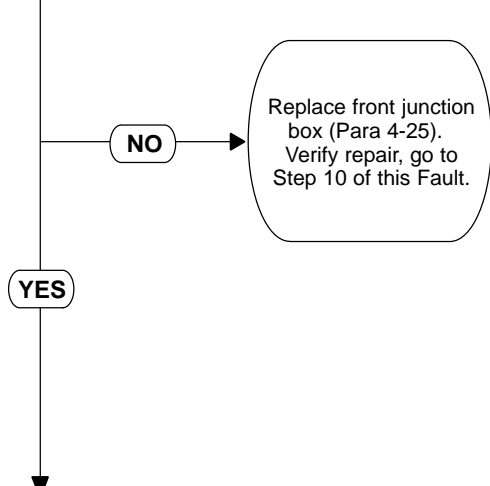 Replace front junction
box (Para 4-25).
Verify repair, go to
Step 10 of this Fault.
NO
YES